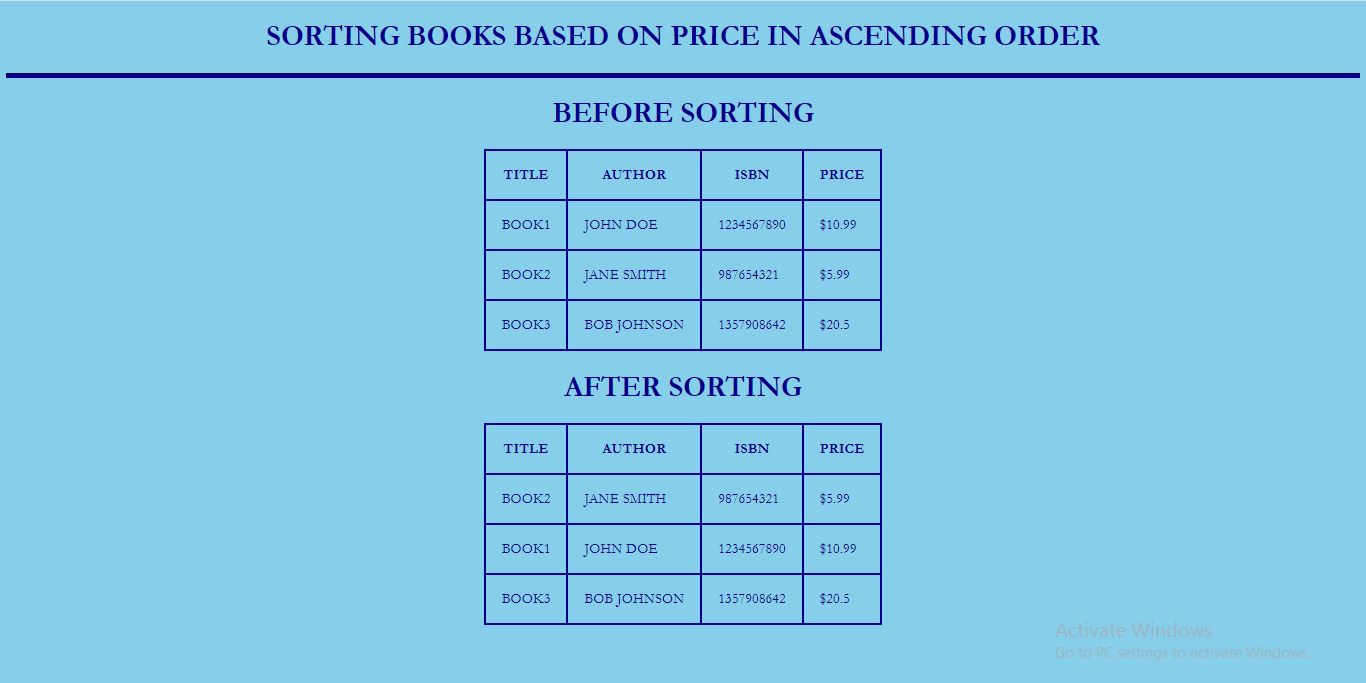 SORTING BOOKS BASED ON PRICE IN ASCENDING ORDER
BEFORE SORTING
TITLE AUTHOR ISBN PRICE
BOOK1 JOHN DOE 1234567890 $10.99
BOOK2 JANE SMITH 987654321 $5.99
BOOK3 BOB JOHNSON 1357908642 $20.5
AFTER SORTING
TITLE AUTHOR ISBN PRICE
BOOK2 JANE SMITH 987654321 $5.99
BOOK1 JOHN DOE 1234567890 $10.99
BOOK3 BOB JOHNSON 1357908642 $20.5
Activate Windows
Go to PC settings to activate Windows.